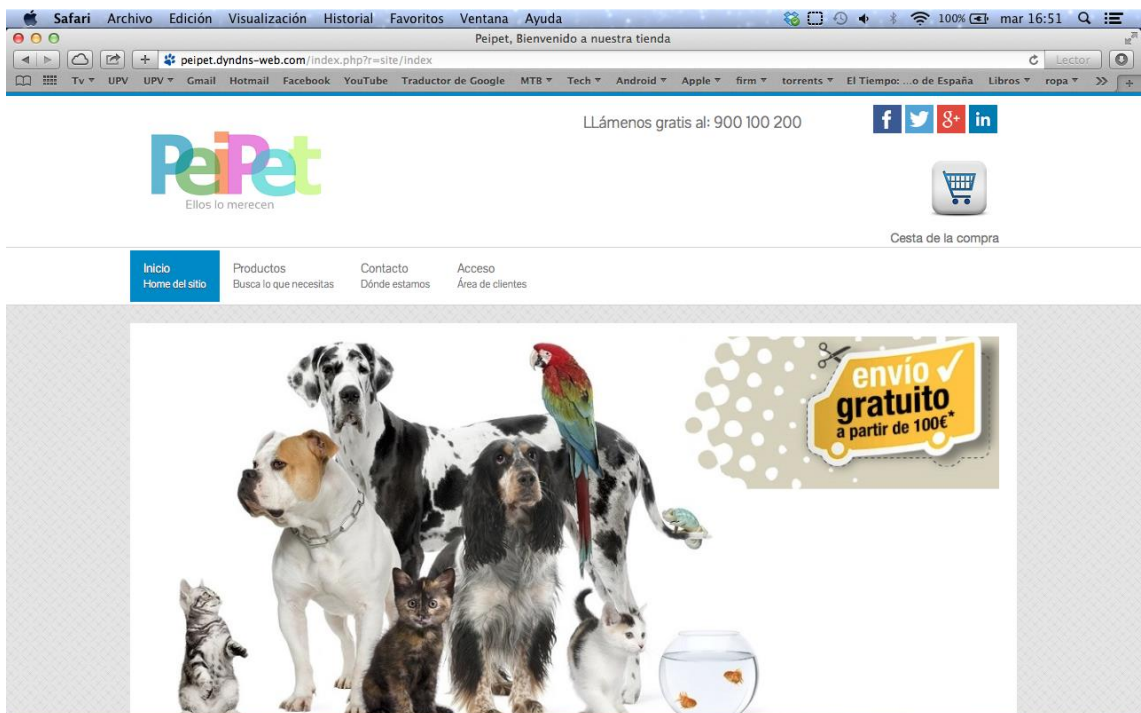 Safari Archivo Edición Visualización Historial Favoritos Ventana Ayuda 100% mar 16:51
Peipet, Bienvenido a nuestra tienda
peipet.dyndns-web.com/index.php?r=site/index Lector
Tv UPV UPV Gmail Hotmail Facebook YouTube Traductor de Google MTB Tech Android Apple firm torrents El Tiempo: ...o de España Libros ropa
LLámenos gratis al: 900 100 200
f 8+ in
PeiPet
Ellos lo merecen
Cesta de la compra
Inicio Productos Contacto Acceso
Home del sitio Busca lo que necesitas Dónde estamos Área de clientes
envío
gratuito
a partir de 100€*